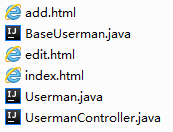 add.html
BaseUserman.java
edit.html
index.html
Userman.java
UsermanController.java